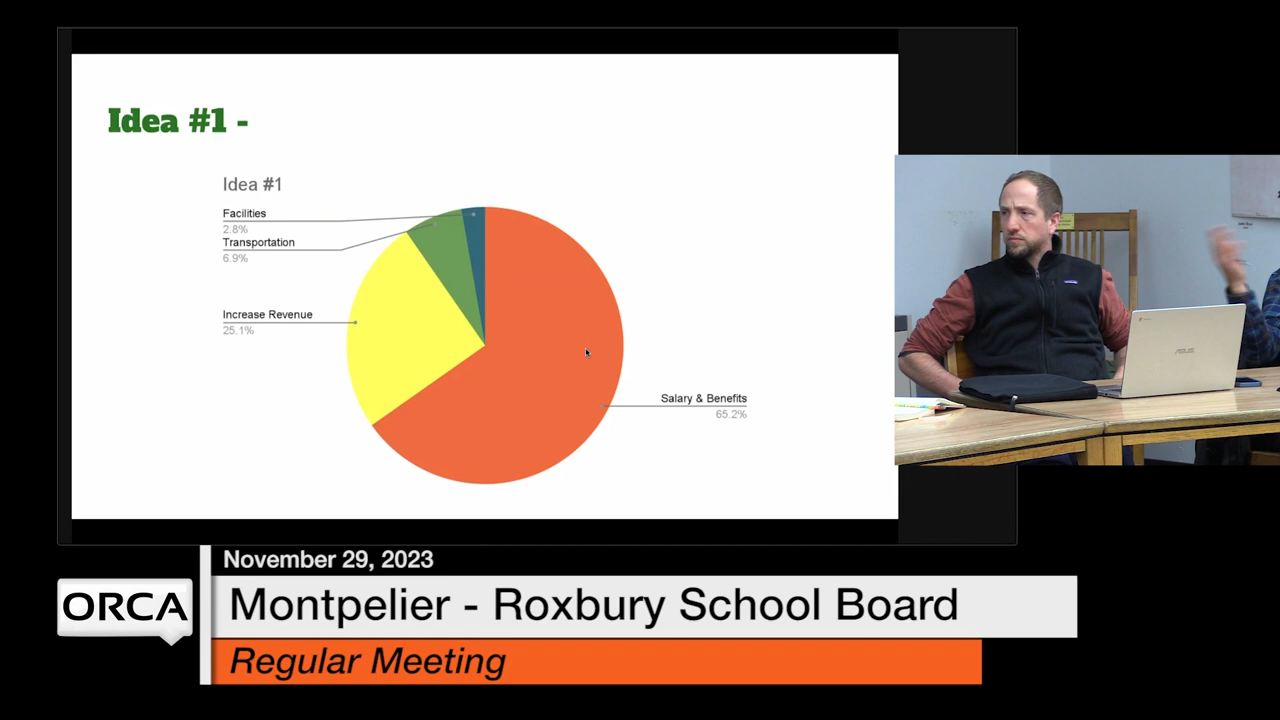 Idea #1 -
Idea #1
Facilities
2.8%
Transportation
6.9%
Increase Revenue
25.1%
Salary & Benefits
65.2%
ASUS
November 29, 2023
ORCA
Montpelier - Roxbury School Board
Regular Meeting